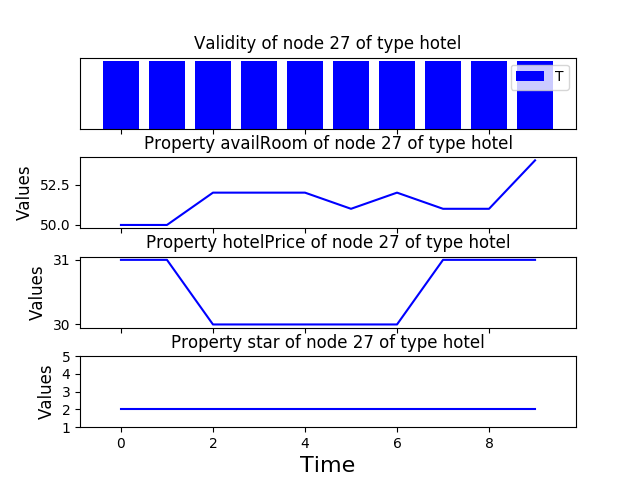 Validity of node 27 of type hotel
T
Property availRoom of node 27 of type hotel
Values
52.5
50.0
Property hotelPrice of node 27 of type hotel
Values
31
30
Property star of node 27 of type hotel
Values
5
4
3
2
1
0 2 4 6 8
Time